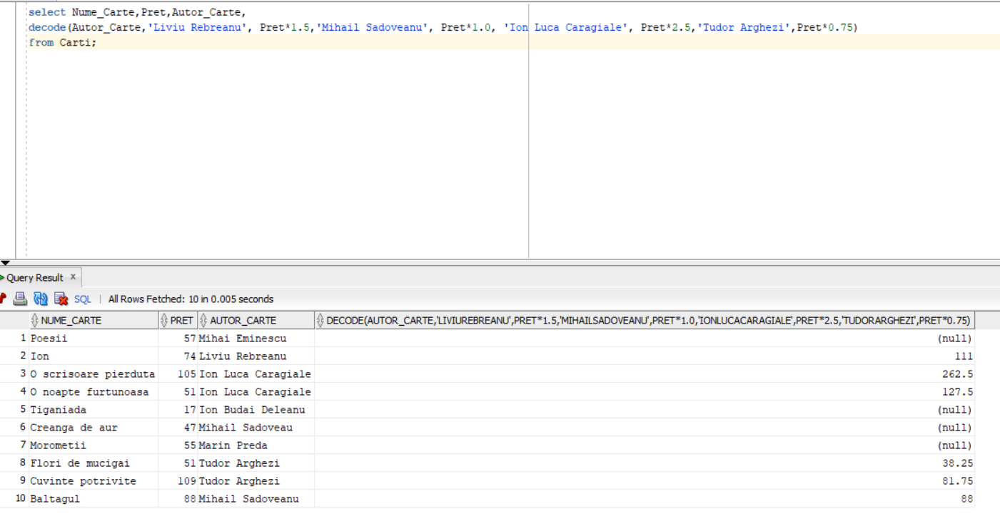 select Nume_Carte,Pret,Autor_Carte,
decode(Autor_Carte,'Liviu Rebreanu', Pret*1.5,'Mihail Sadoveanu', Pret*1.0, 'Ion Luca Caragiale', Pret*2.5,'Tudor Arghezi',Pret*0.75)
from Carti;
Query Result x
SQL | All Rows Fetched: 10 in 0.005 seconds
NUME_CARTE PRET AUTOR_CARTE DECODE(AUTOR_CARTE,'LIVIUREBREANU',PRET*1.5,'MIHAILSADOVEANU',PRET*1.0,'IONLUCACARAGIALE',PRET*2.5,'TUDORARGHEZI',PRET*0.75)
1 Poesii 57 Mihai Eminescu (null)
2 Ion 74 Liviu Rebreanu 111
3 O scrisoare pierduta 105 Ion Luca Caragiale 262.5
4 O noapte furtunoasa 51 Ion Luca Caragiale 127.5
5 Tiganiada 17 Ion Budai Deleanu (null)
6 Creanga de aur 47 Mihail Sadoveau (null)
7 Morometii 55 Marin Preda (null)
8 Flori de mucigai 51 Tudor Arghezi 38.25
9 Cuvinte potrivite 109 Tudor Arghezi 81.75
10 Baltagul 88 Mihail Sadoveanu 88